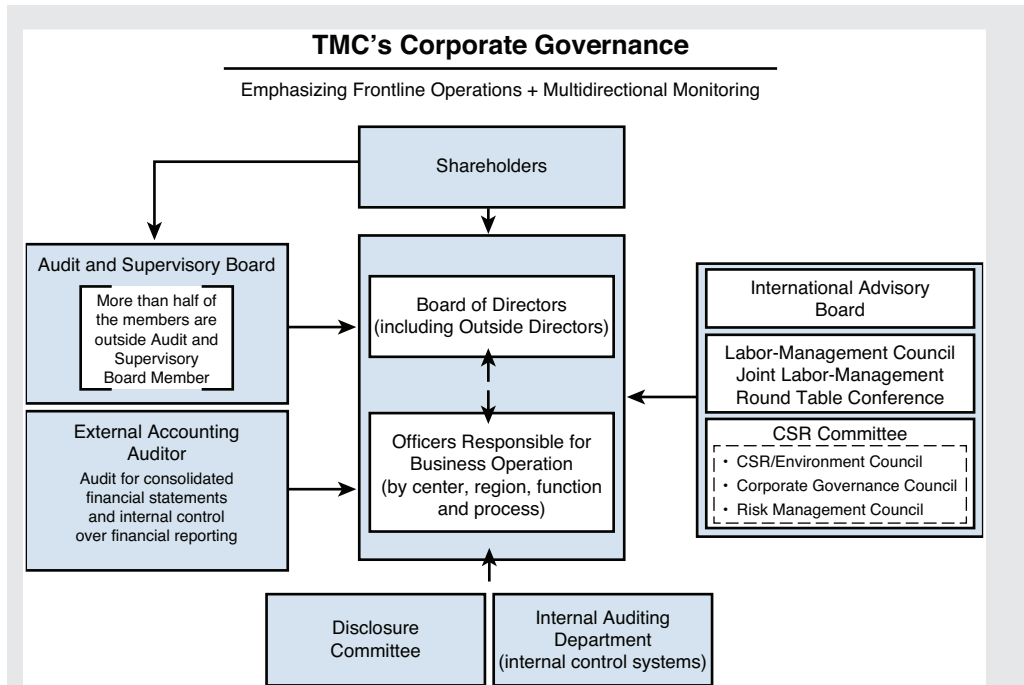 TMC's Corporate Governance
Emphasizing Frontline Operations + Multidirectional Monitoring
Shareholders
Audit and Supervisory Board
More than half of
the members are
outside Audit and
Supervisory
Board Member
External Accounting
Auditor
Audit for consolidated
financial statements
and internal control
over financial reporting
Board of Directors
(including Outside Directors)
Officers Responsible for
Business Operation
(by center, region, function
and process)
International Advisory
Board
Labor-Management Council
Joint Labor-Management
Round Table Conference
CSR Committee
• CSR/Environment Council
• Corporate Governance Council
• Risk Management Council
Disclosure
Committee
Internal Auditing
Department
(internal control systems)